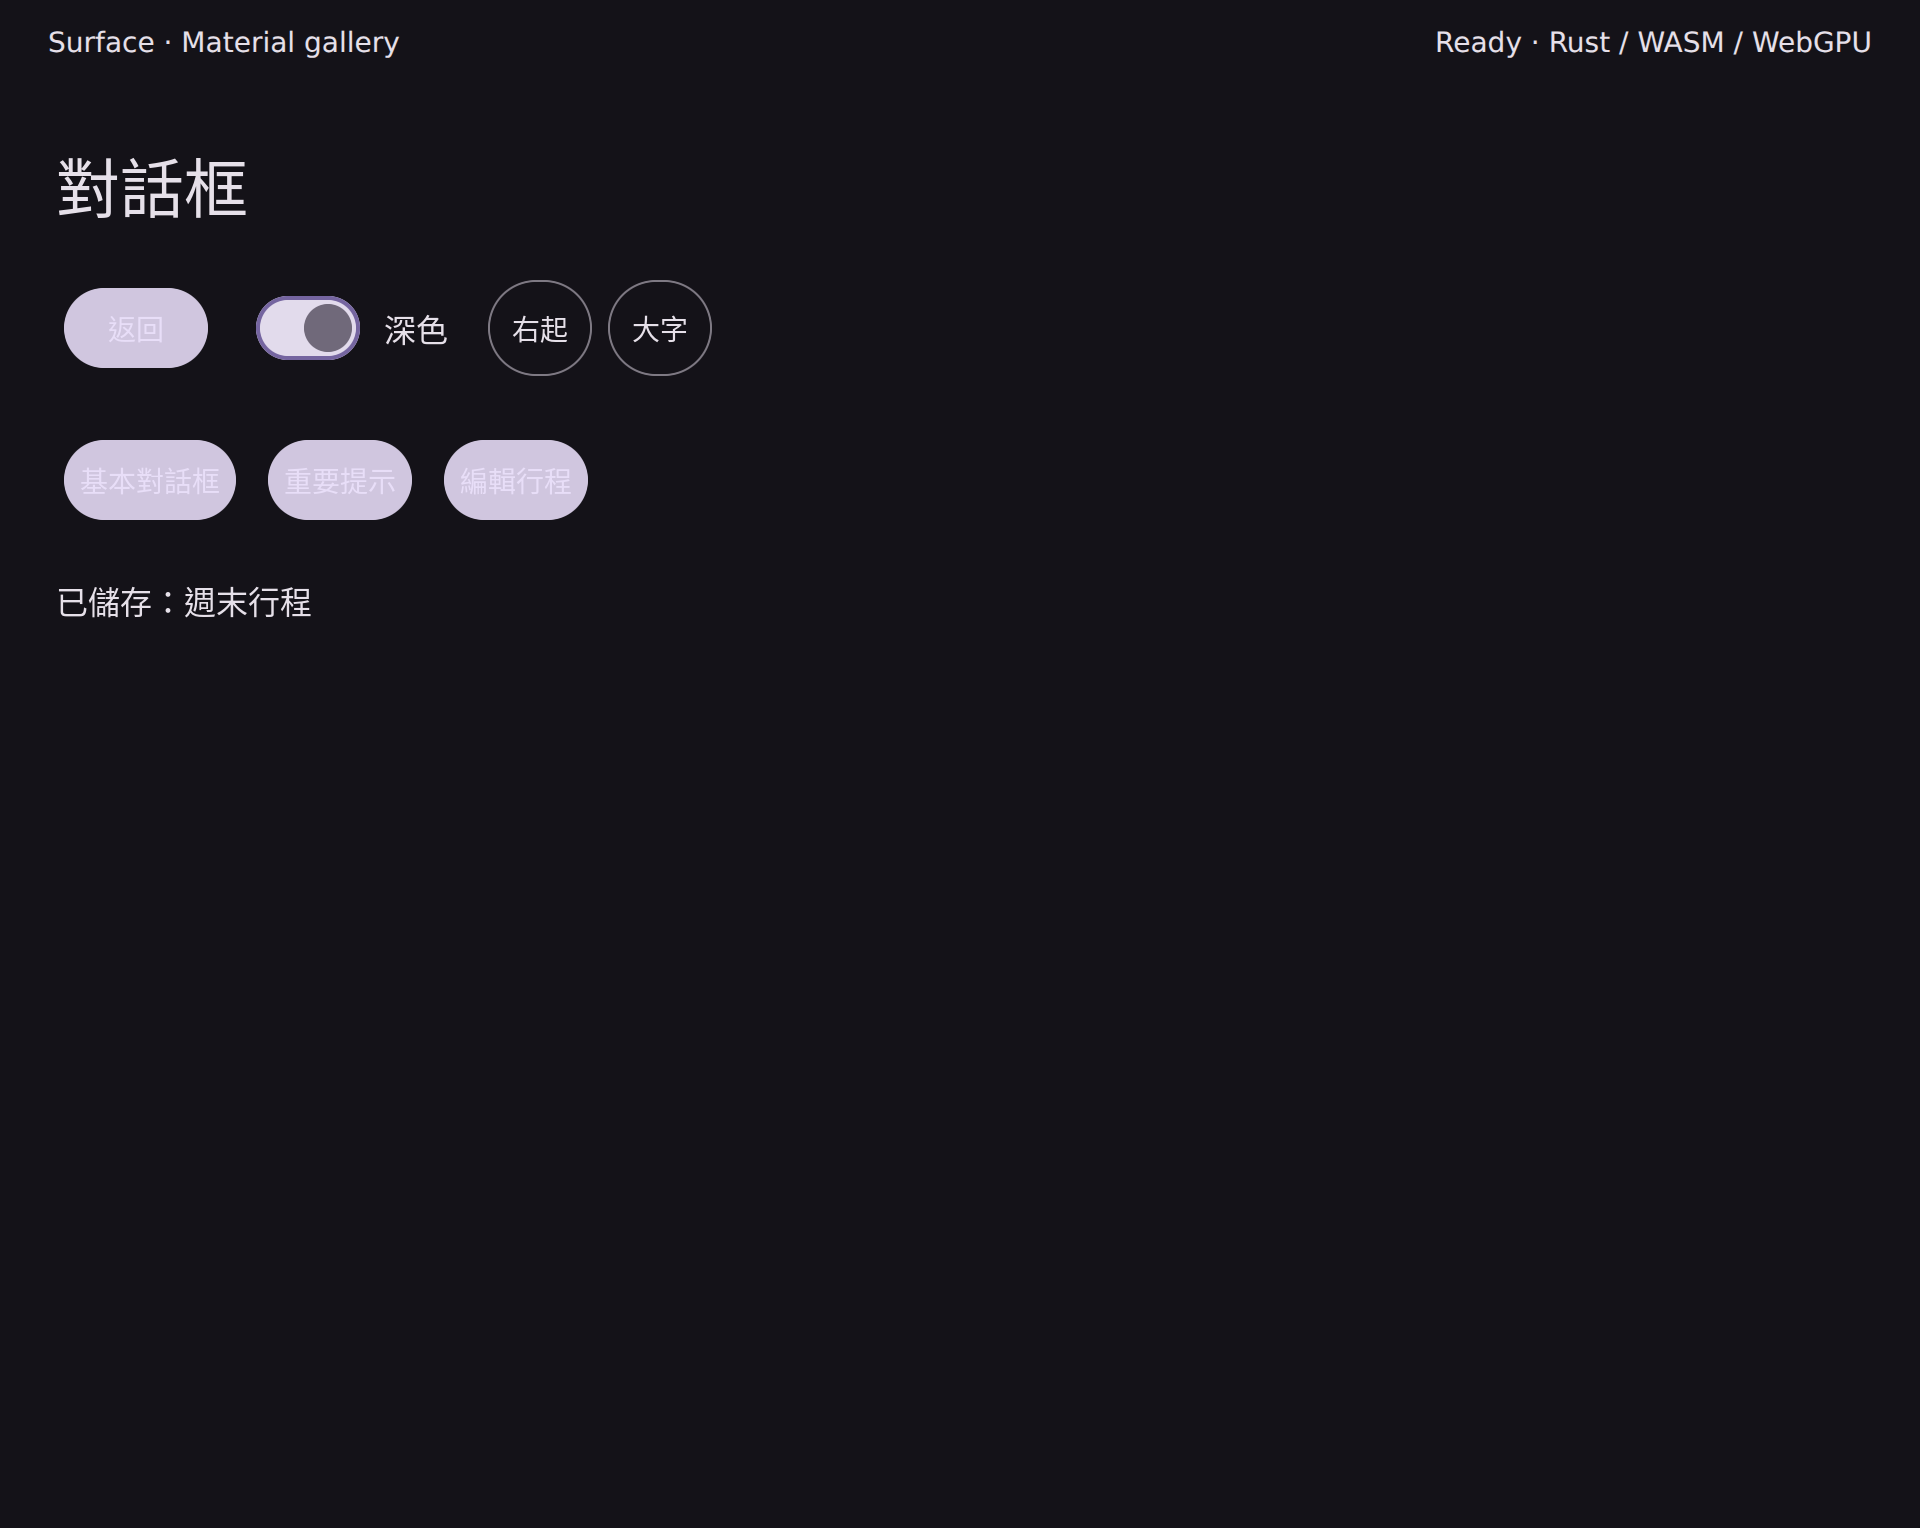 Surface · Material gallery
Ready · Rust / WASM / WebGPU
對話框
返回 深色 右起 大字
基本對話框 重要提示 編輯行程
已儲存：週末行程